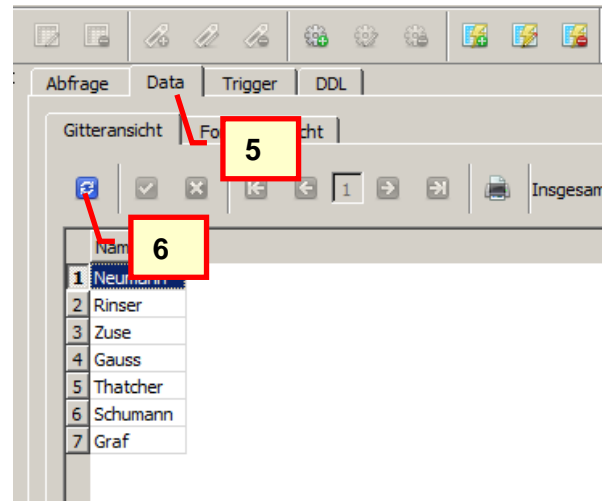 Abfrage Data Trigger DDL
Gitteransicht
5
1
6
1 Neumann
2 Rinser
3 Zuse
4 Gauss
5 Thatcher
6 Schumann
7 Graf